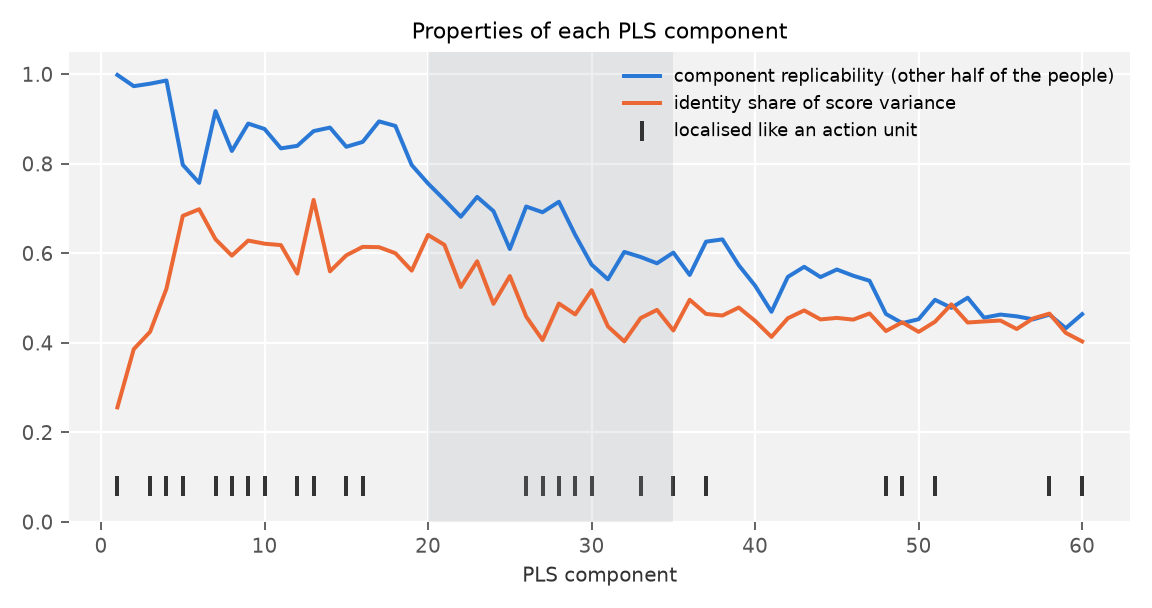 Properties of each PLS component
component replicability (other half of the people)
identity share of score variance
localised like an action unit
1.0
0.8
0.6
0.4
0.2
0.0
0 10 20 30 40 50 60
PLS component